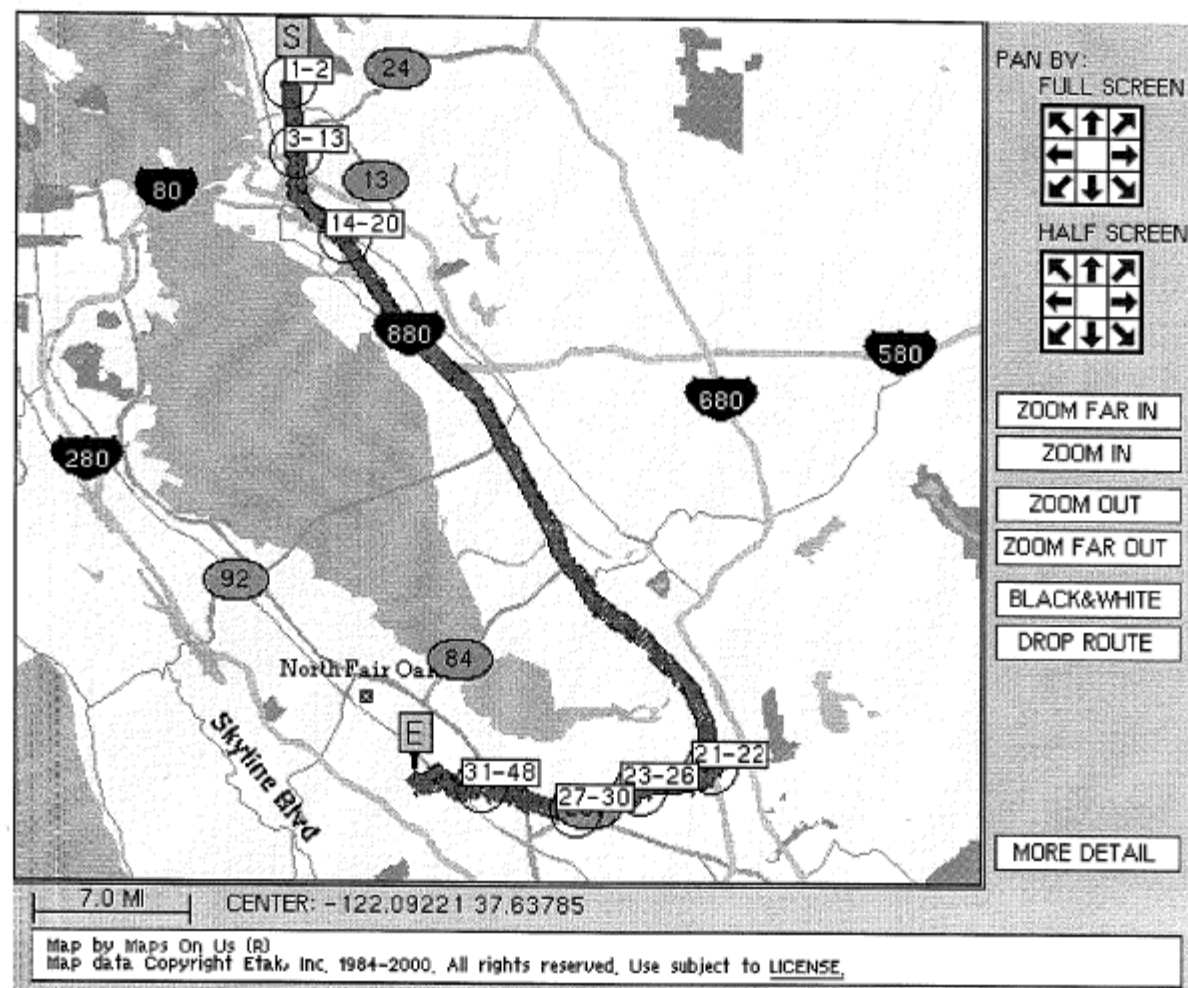 S
1-2
24
3-13
13
80
14-20
880
580
680
280
92
84
North Fair Oak
Skyline Blvd
E
21-22
23-26
31-48
27-30
PAN BY:
FULL SCREEN
HALF SCREEN
ZOOM FAR IN
ZOOM IN
ZOOM OUT
ZOOM FAR OUT
BLACK&WHITE
DROP ROUTE
MORE DETAIL
7.0 MI
CENTER: -122.092211 37.63785
Map by Maps On Us (R)
Map data Copyright Etak, Inc. 1984-2000. All rights reserved. Use subject to LICENSE.